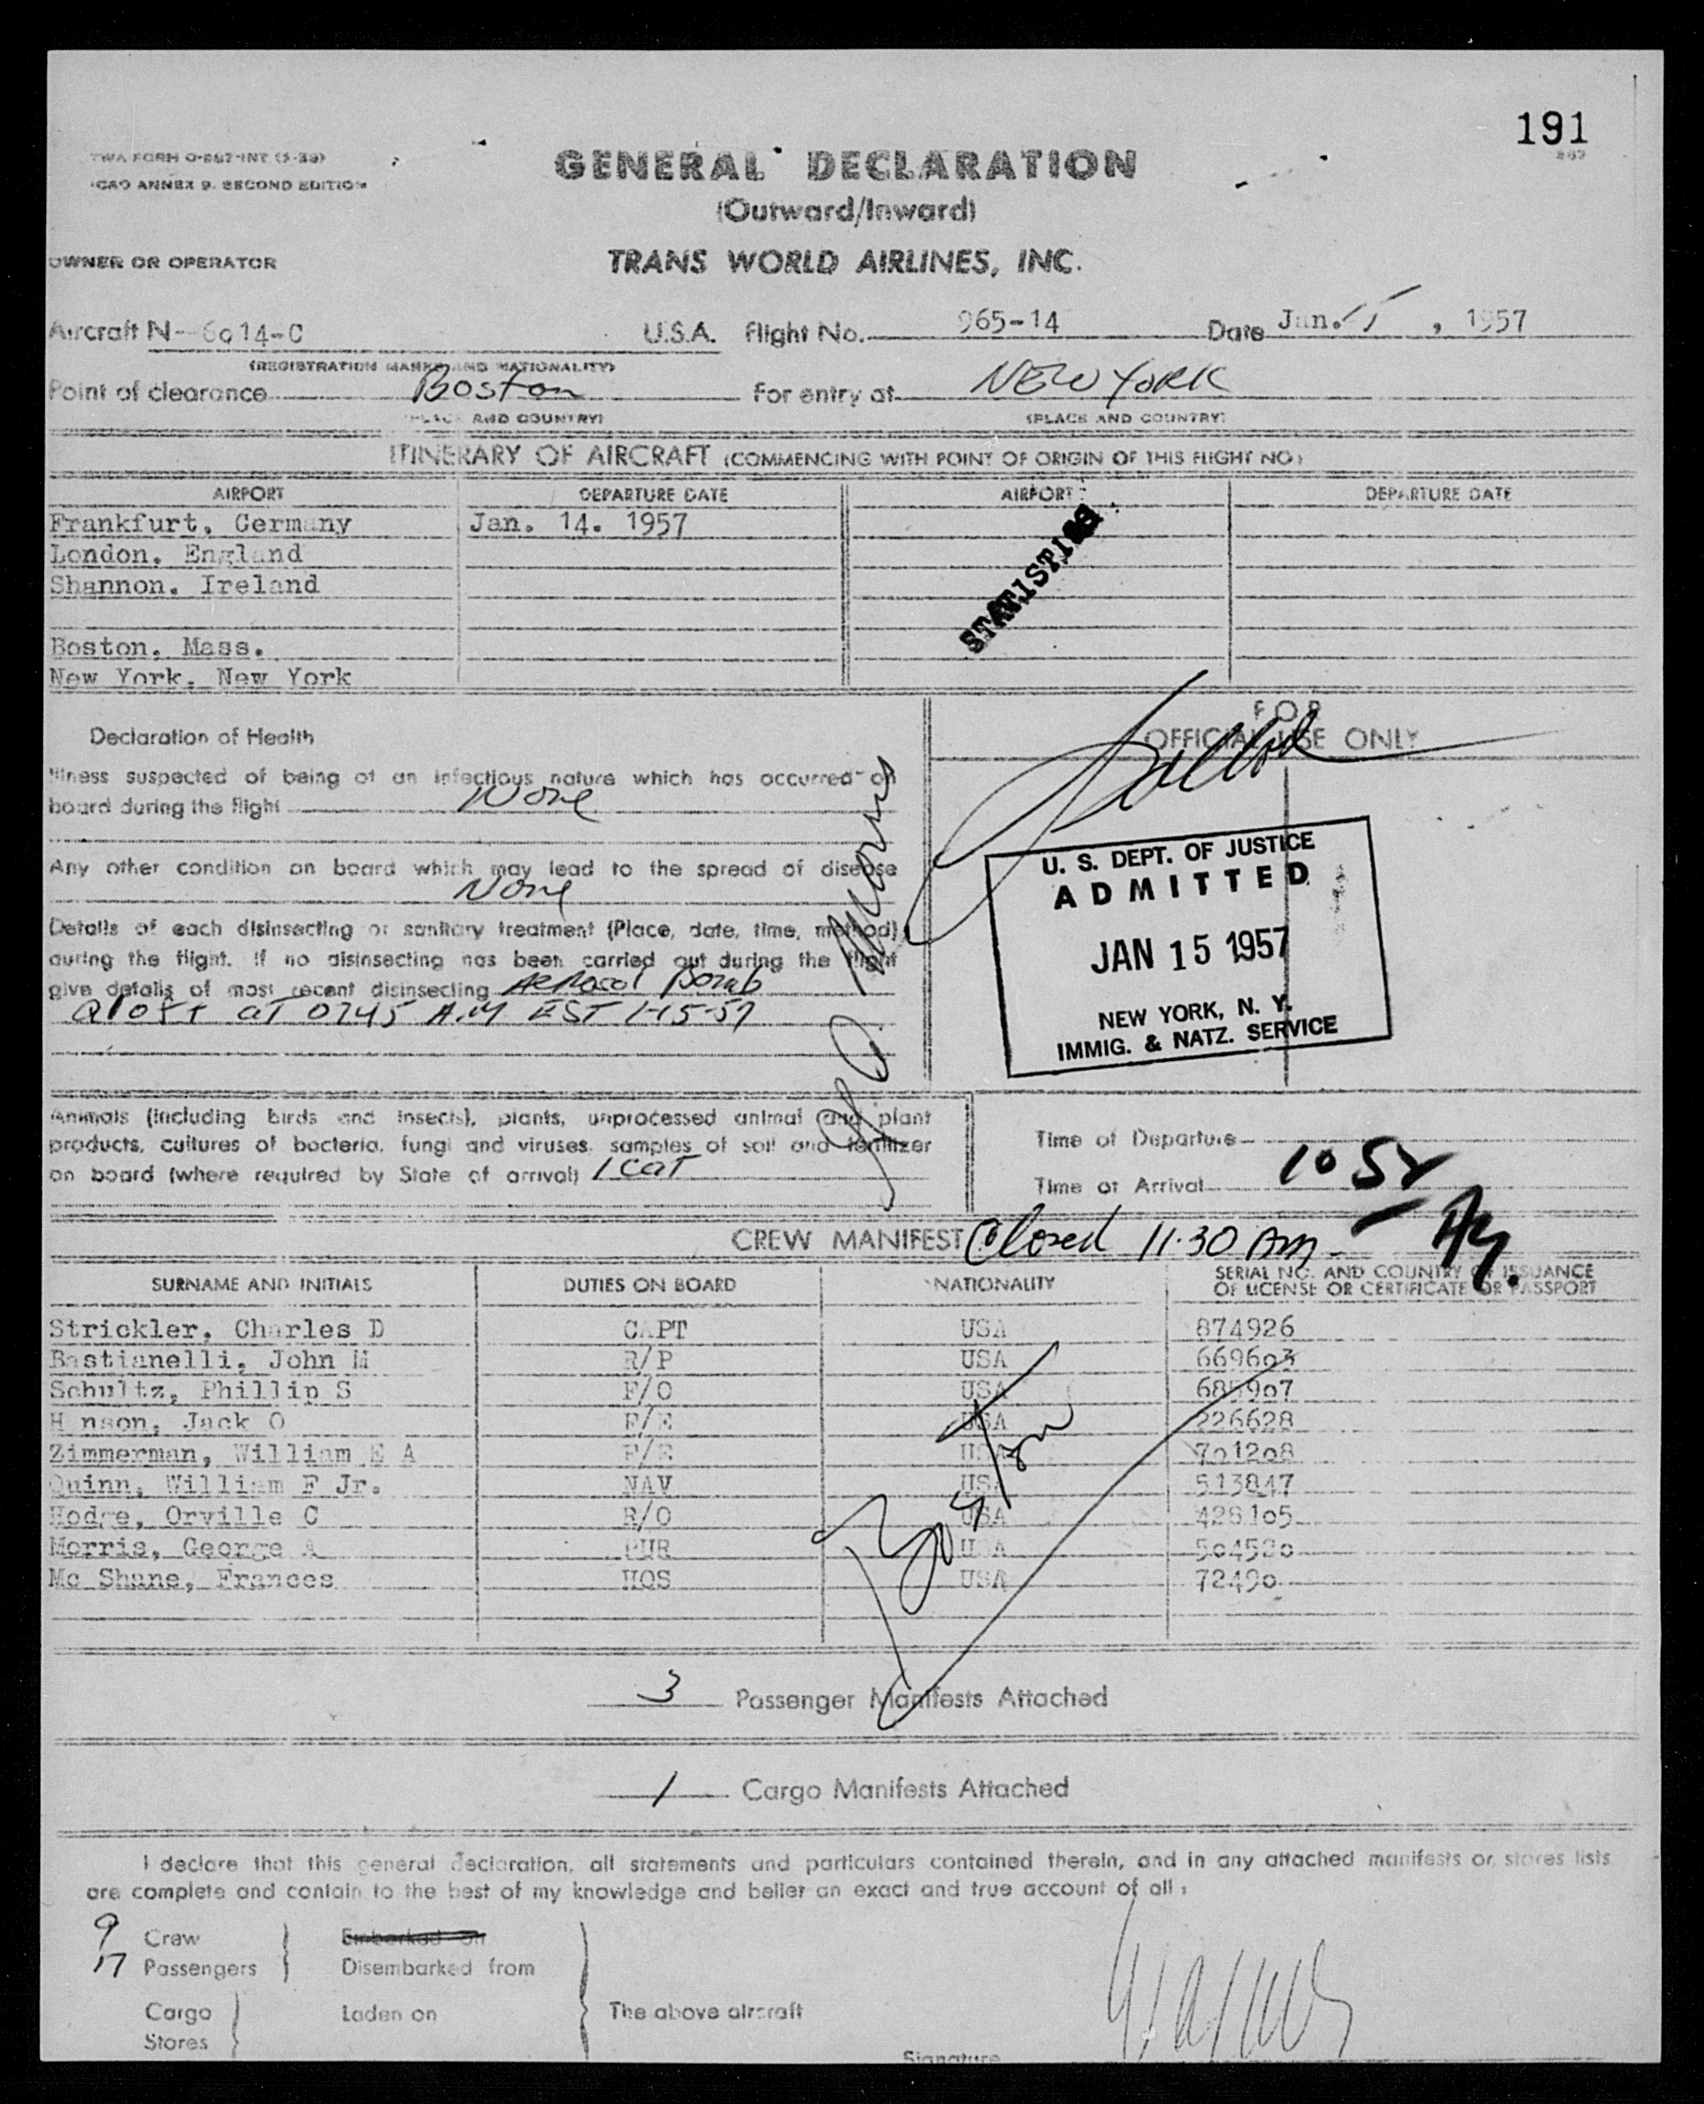 191
TWA FORM O-867-INT
ICAO ANNEX 9, SECOND EDITION
GENERAL DECLARATION
(Outward/Inward)
OWNER OR OPERATOR TRANS WORLD AIRLINES, INC.
Aircraft N- 6014-C U.S.A. Flight No. 965-14 Date Jan. , 1957
(REGISTRATION MARKS AND NATIONALITY)
Point of clearance Boston For entry at NEW YORK
(PLACE AND COUNTRY) (PLACE AND COUNTRY)
ITINERARY OF AIRCRAFT (COMMENCING WITH POINT OF ORIGIN OF THIS FLIGHT NO)
AIRPORT DEPARTURE DATE AIRPORT DEPARTURE DATE
Frankfurt, Germany Jan. 14. 1957
London, England
Shannon, Ireland
STATISTICS
Boston, Mass.
New York, New York
FOR
OFFICIAL USE ONLY
Declaration of Health
Illness suspected of being of an infectious nature which has occurred on
board during the flight None
Any other condition on board which may lead to the spread of disease
None
Details of each disinsecting or sanitary treatment (Place, date, time, method)
during the flight. If no disinsecting has been carried out during the flight
give details of most recent disinsecting Aerosol Bomb
Aloft at 0745 A.M EST 1-15-57
U. S. DEPT. OF JUSTICE
ADMITTED
JAN 15 1957
NEW YORK, N. Y.
IMMIG. & NATZ. SERVICE
Animals (including birds and insects), plants, unprocessed animal and plant
products, cultures of bacteria, fungi and viruses, samples of soil and fertilizer
on board (where required by State of arrival) 1 cat
Time of Departure
Time of Arrival 10 58
CREW MANIFEST Closed 11.30 Am
SURNAME AND INITIALS DUTIES ON BOARD NATIONALITY SERIAL NO. AND COUNTRY OF ISSUANCE
OF LICENSE OR CERTIFICATE OR PASSPORT
Strickler, Charles D CAPT USA 874926
Bastianelli, John M R/P USA 669603
Schultz, Phillip S F/O USA 685907
Hanson, Jack O F/E USA 226628
Zimmerman, William E A F/E USA 701208
Quinn, William F Jr. NAV USA 513847
Hodge, Orville C R/O USA 428105
Morris, George A PUR USA
Mc Shane, Frances HOS USA 72490
Boston
3 Passenger Manifests Attached
1 Cargo Manifests Attached
I declare that this general declaration, all statements and particulars contained therein, and in any attached manifests or stores lists
are complete and contain to the best of my knowledge and belief an exact and true account of all:
9 Crew Embarked on
17 Passengers Disembarked from
Cargo Laden on The above aircraft
Stores
Signature